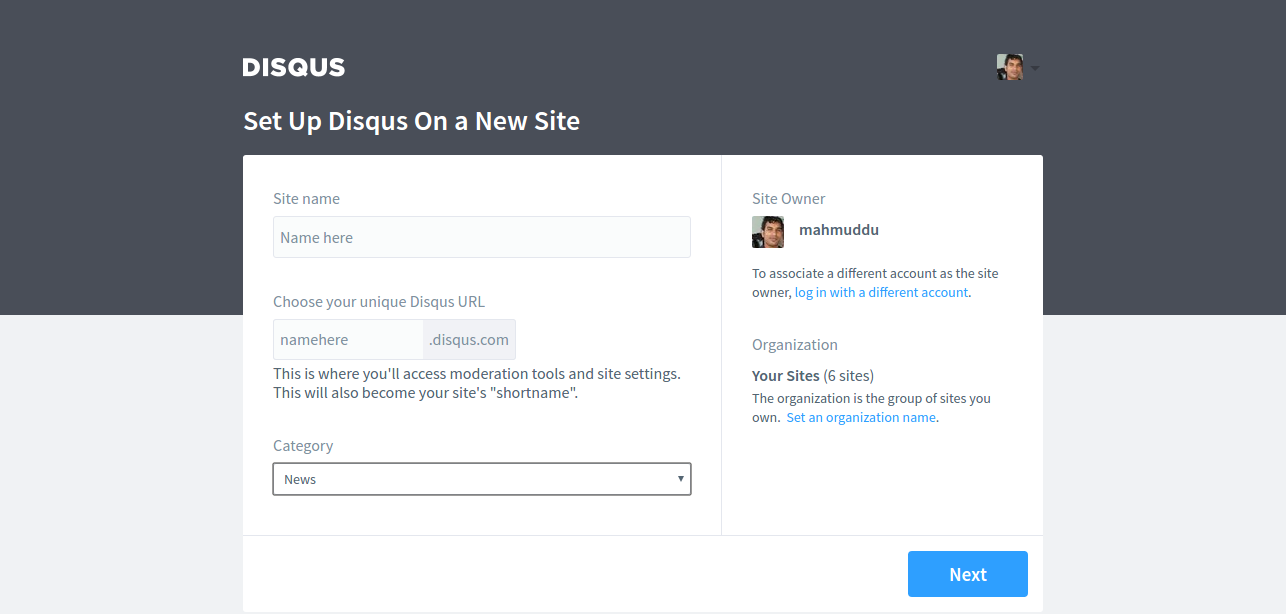 DISQUS
Set Up Disqus On a New Site
Site name
Name here
Choose your unique Disqus URL
namehere .disqus.com
This is where you'll access moderation tools and site settings.
This will also become your site's "shortname".
Category
News
Site Owner
mahmuddu
To associate a different account as the site
owner, log in with a different account.
Organization
Your Sites (6 sites)
The organization is the group of sites you
own. Set an organization name.
Next